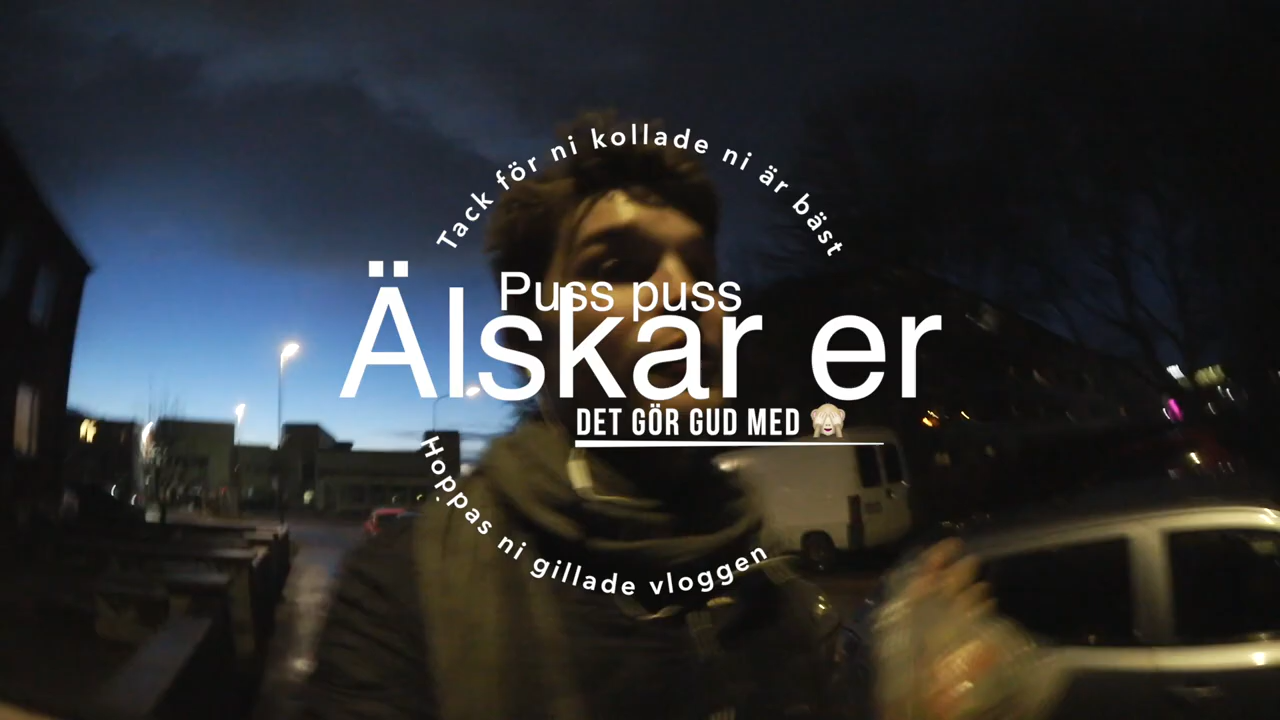 Tack för ni kollade ni är bäst
Puss puss
Älskar er
DET GÖR GUD MED 🙈
Hoppas ni gillade vloggen